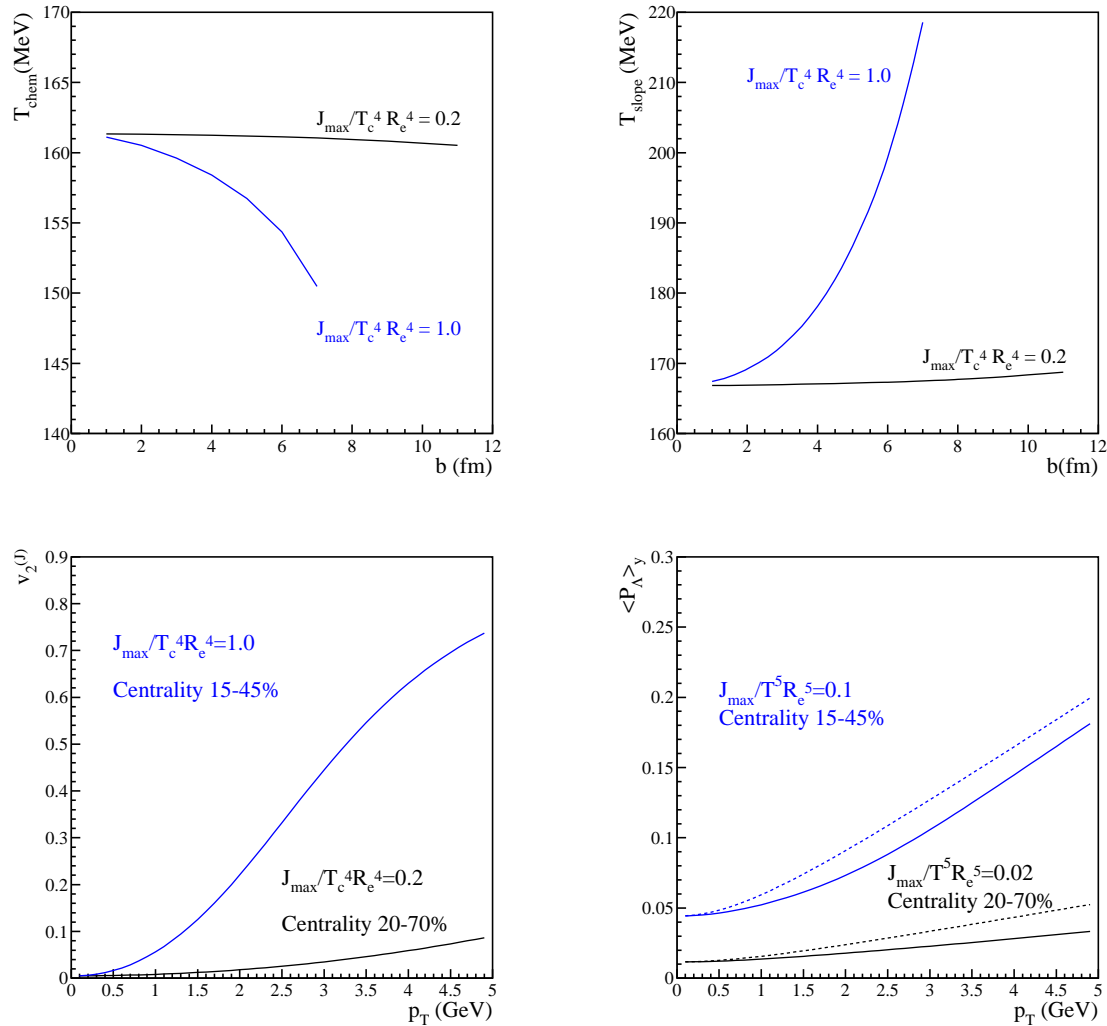 T_chem(MeV)
170
165
160
155
150
145
140
0 2 4 6 8 10 12
b (fm)
J_max/T_c^4 R_e^4 = 0.2
J_max/T_c^4 R_e^4 = 1.0
T_slope (MeV)
220
210
200
190
180
170
160
0 2 4 6 8 10 12
b(fm)
J_max/T_c^4 R_e^4 = 1.0
J_max/T_c^4 R_e^4 = 0.2
v_2^(J)
0.9
0.8
0.7
0.6
0.5
0.4
0.3
0.2
0.1
0
0 0.5 1 1.5 2 2.5 3 3.5 4 4.5 5
p_T (GeV)
J_max/T_c^4R_e^4=1.0
Centrality 15-45%
J_max/T_c^4R_e^4=0.2
Centrality 20-70%
<P_Λ>_y
0.3
0.25
0.2
0.15
0.1
0.05
0
0 0.5 1 1.5 2 2.5 3 3.5 4 4.5 5
p_T (GeV)
J_max/T^5R_e^5=0.1
Centrality 15-45%
J_max/T^5R_e^5=0.02
Centrality 20-70%